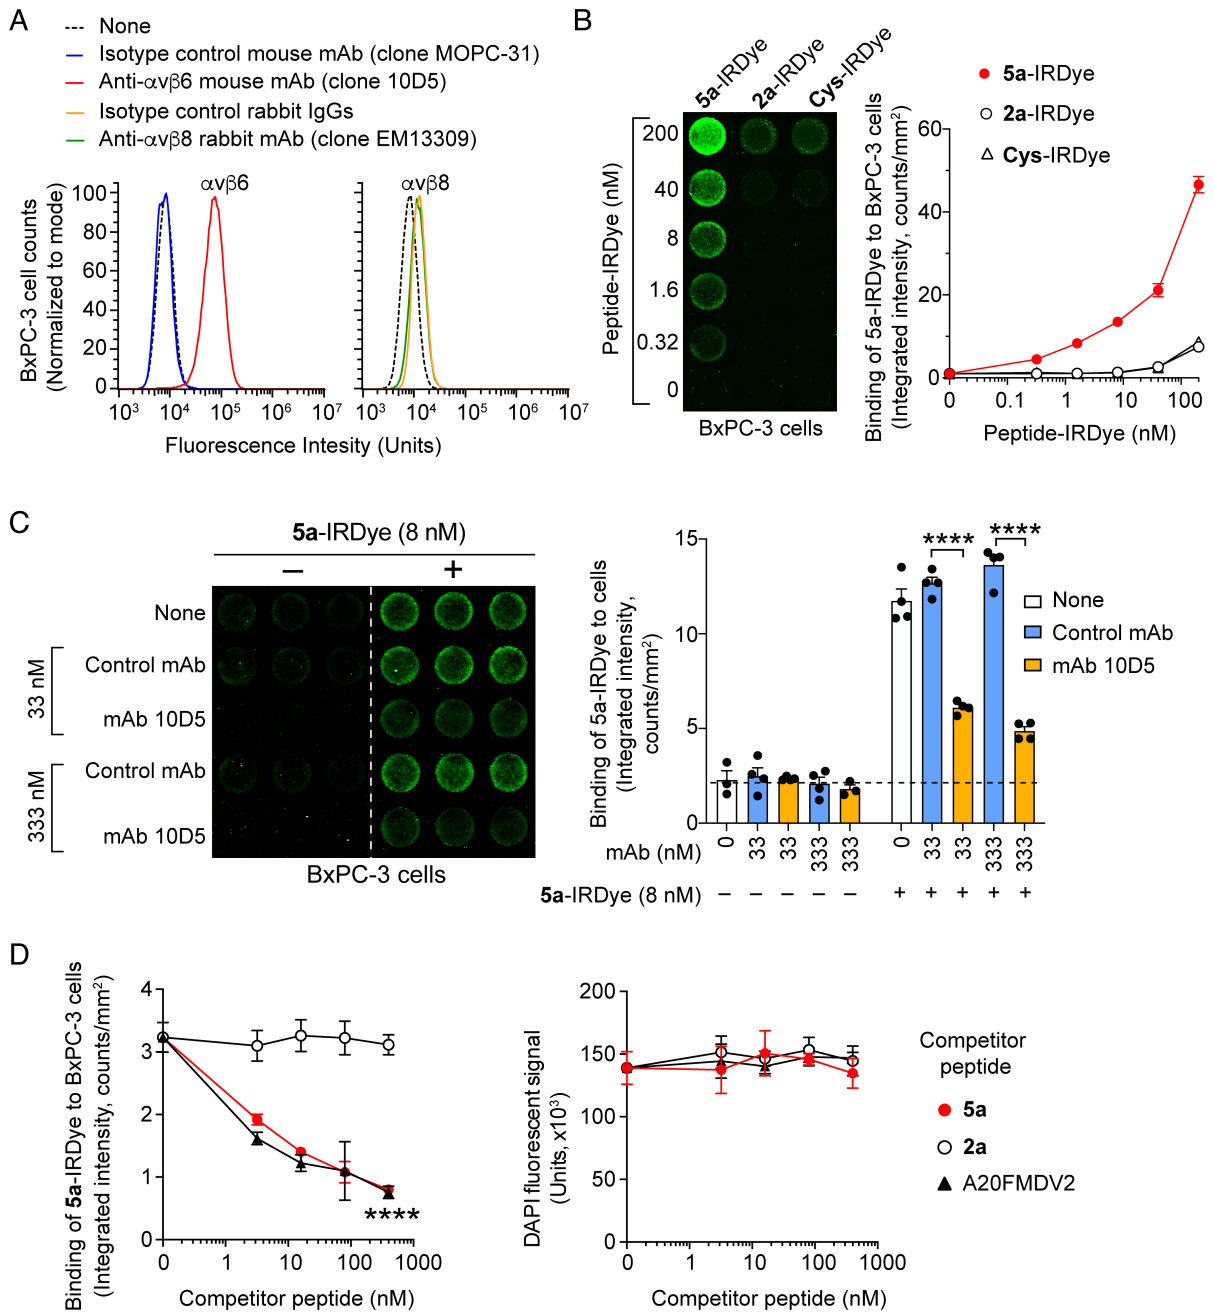 A
None
Isotype control mouse mAb (clone MOPC-31)
Anti-αvβ6 mouse mAb (clone 10D5)
Isotype control rabbit IgGs
Anti-αvβ8 rabbit mAb (clone EM13309)
BxPC-3 cell counts
(Normalized to mode)
100
80
60
40
20
0
αvβ6
αvβ8
10³ 10⁴ 10⁵ 10⁶ 10⁷
10³ 10⁴ 10⁵ 10⁶ 10⁷
Fluorescence Intesity (Units)
B
5a-IRDye
2a-IRDye
Cys-IRDye
Peptide-IRDye (nM)
200
40
8
1.6
0.32
0
BxPC-3 cells
5a-IRDye
2a-IRDye
Cys-IRDye
Binding of 5a-IRDye to BxPC-3 cells
(Integrated intensity, counts/mm²)
60
40
20
0
0 0.1 1 10 100
Peptide-IRDye (nM)
C
5a-IRDye (8 nM)
− +
None
33 nM
Control mAb
mAb 10D5
333 nM
Control mAb
mAb 10D5
BxPC-3 cells
Binding of 5a-IRDye to cells
(Integrated intensity,
counts/mm²)
15
10
5
0
**** ****
None
Control mAb
mAb 10D5
mAb (nM) 0 33 33 333 333 0 33 33 333 333
5a-IRDye (8 nM) − − − − − + + + + +
D
Binding of 5a-IRDye to BxPC-3 cells
(Integrated intensity, counts/mm²)
4
3
2
1
0
****
0 1 10 100 1000
Competitor peptide (nM)
DAPI fluorescent signal
(Units, x10³)
200
150
100
50
0
0 1 10 100 1000
Competitor peptide (nM)
Competitor
peptide
5a
2a
A20FMDV2